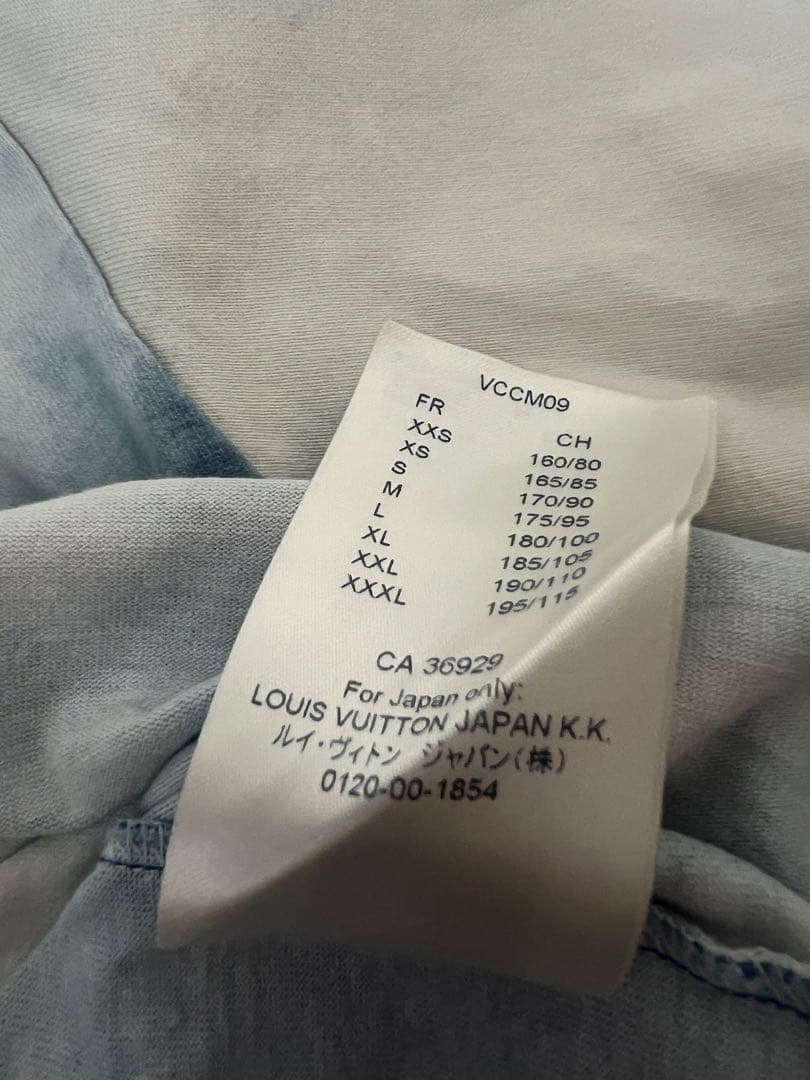 VCCM09
FR CH
XXS 160/80
XS 165/85
S 170/90
M 175/95
L 180/100
XL 185/105
XXL 190/110
XXXL 195/115
CA 36929
For Japan only:
LOUIS VUITTON JAPAN K.K.
ルイ・ヴィトン ジャパン(株)
0120-00-1854